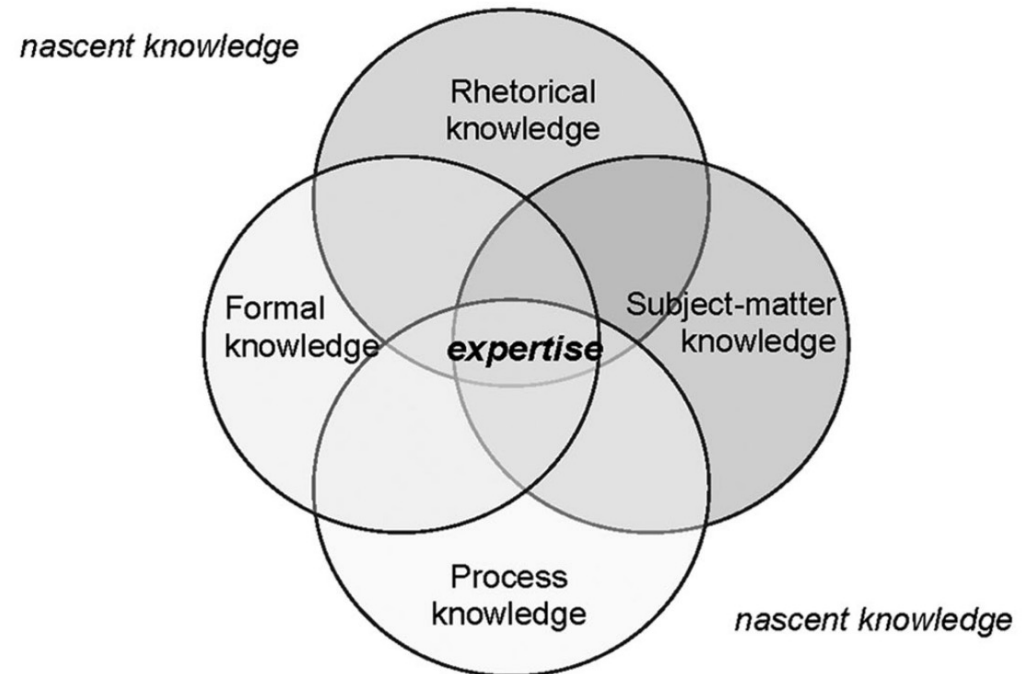 nascent knowledge
Rhetorical
knowledge
Formal
knowledge
Subject-matter
knowledge
expertise
Process
knowledge
nascent knowledge